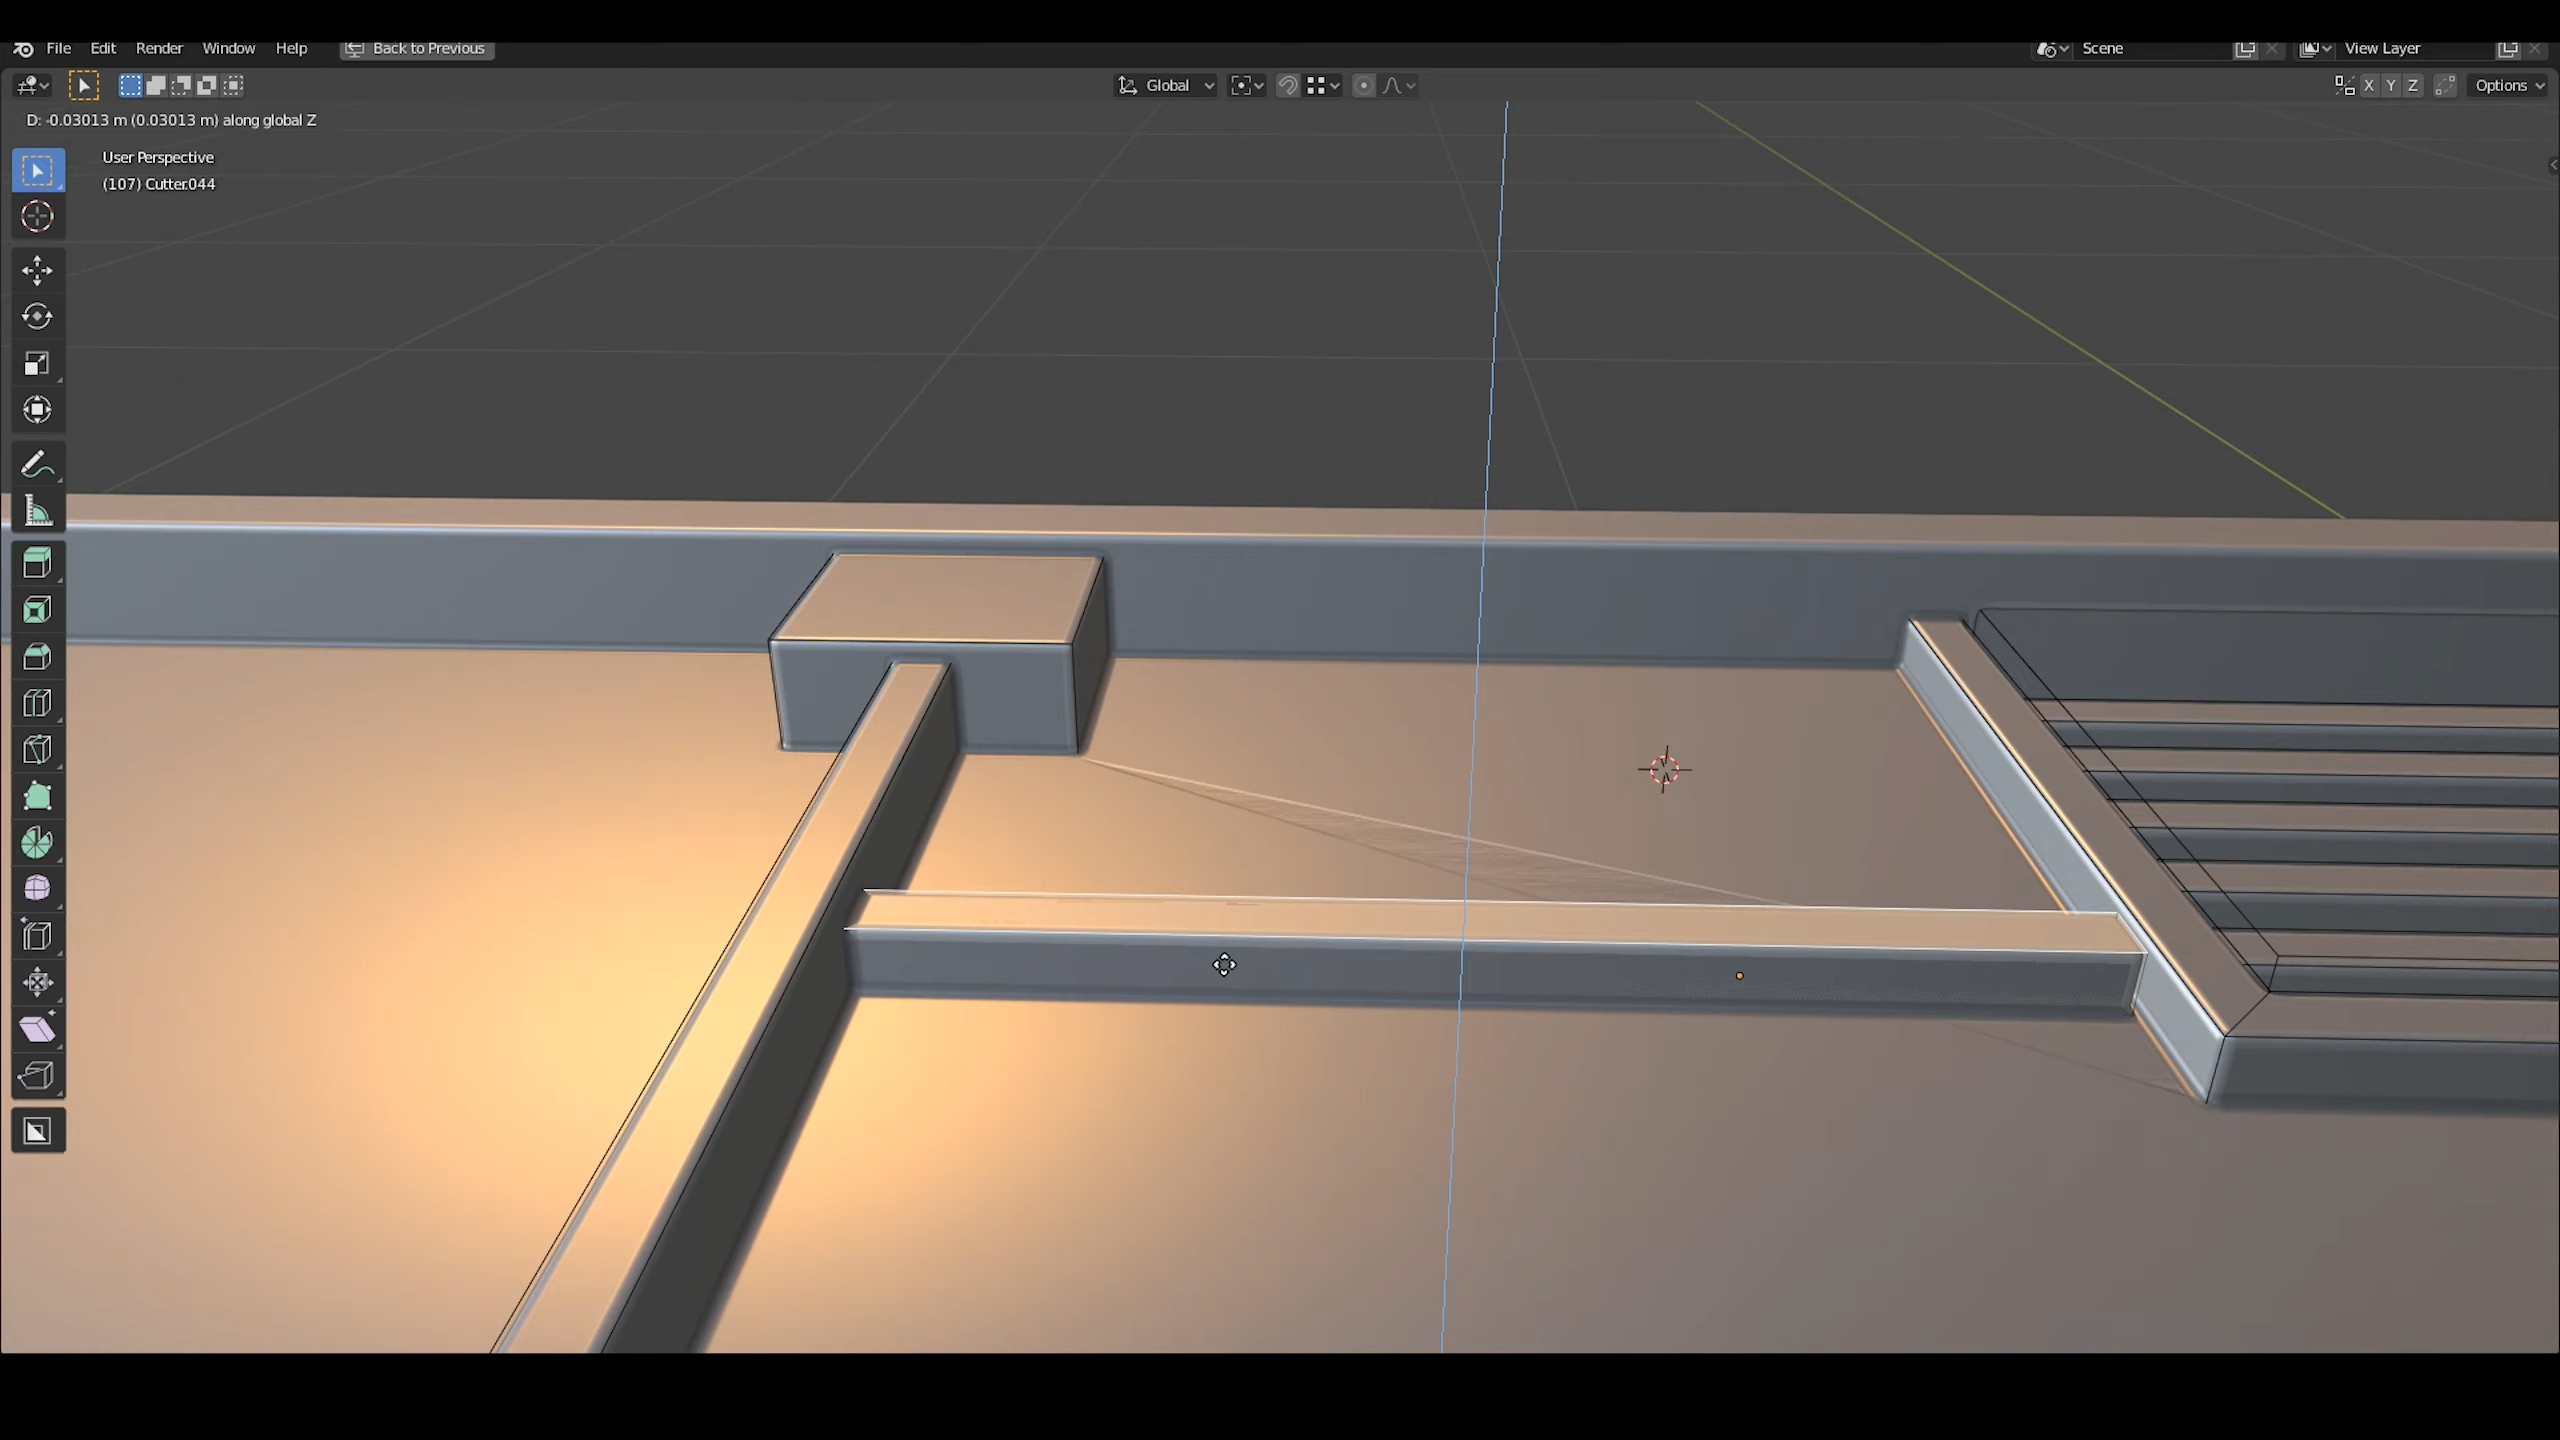 File Edit Render Window Help Back to Previous Scene View Layer
Global X Y Z Options
D: -0.03013 m (0.03013 m) along global Z
User Perspective
(107) Cutter.044